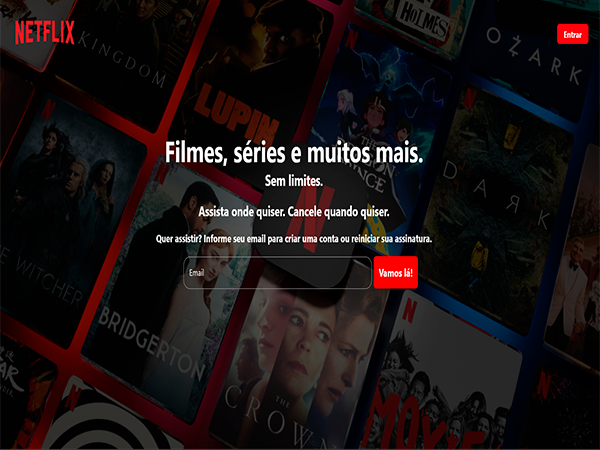 NETFLIX
Entrar
KINGDOM
HOLMES
OZARK
LUPIN
Filmes, séries e muitos mais.
Sem limites.
Assista onde quiser. Cancele quando quiser.
DARK
Quer assistir? Informe seu email para criar uma conta ou reiniciar sua assinatura.
Email
Vamos lá!
N
WITCHER
BRIDGERTON
THE
CROWN